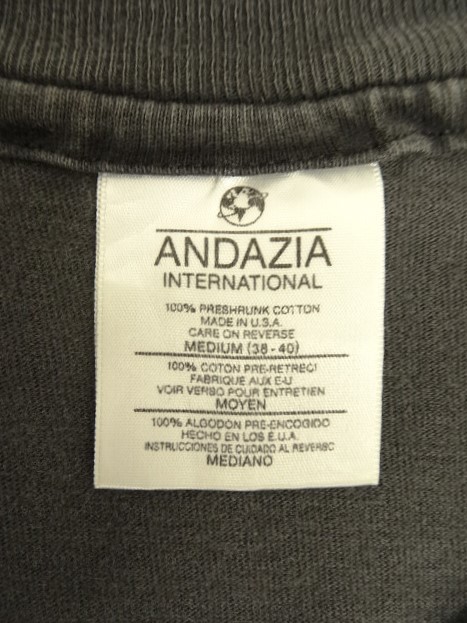 ANDAZIA
INTERNATIONAL
100% PRESHRUNK COTTON
MADE IN U.S.A.
CARE ON REVERSE
MEDIUM (38-40)
100% COTON PRE-RETRECI
FABRIQUE AUX E-U
VOIR VERSO POUR ENTRETIEN
MOYEN
100% ALGODON PRE-ENCOGIDO
HECHO EN LOS E.U.A.
INSTRUCCIONES DE CUIDADO AL REVERSO
MEDIANO